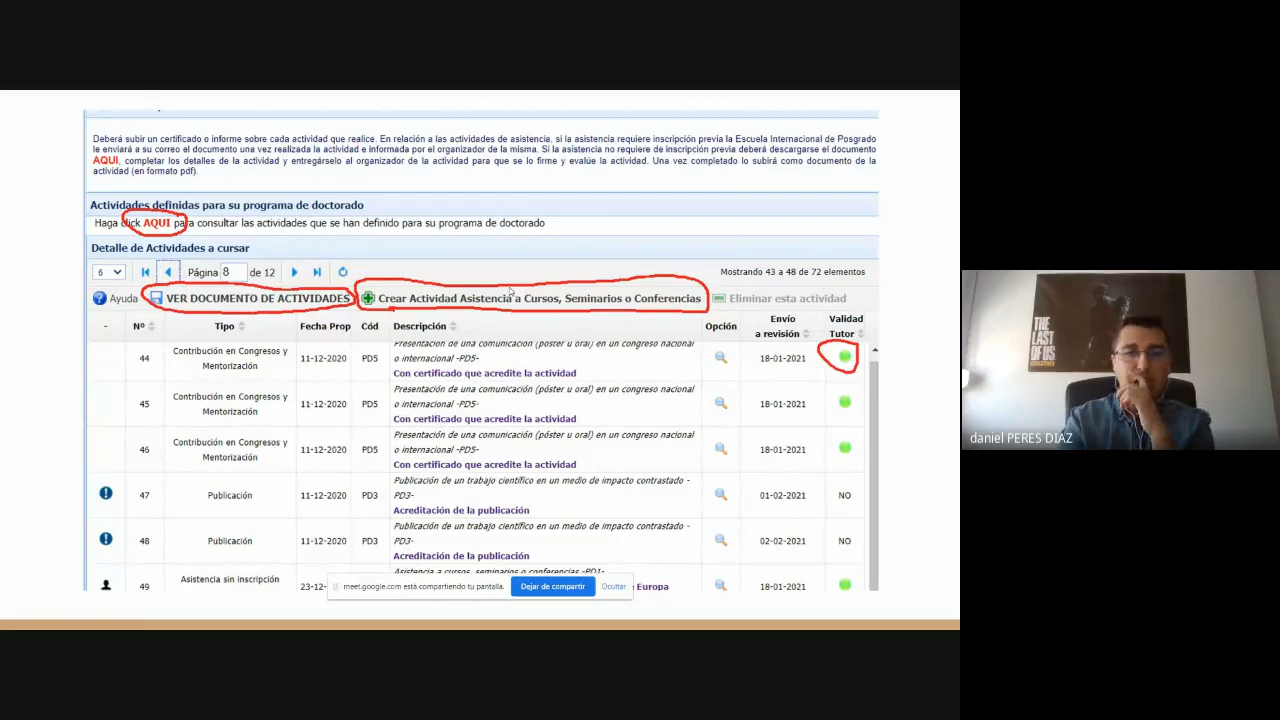 Deberá subir un certificado o informe sobre cada actividad que realice. En relación a las actividades de asistencia, si la asistencia requiere inscripción previa la Escuela Internacional de Posgrado
le enviará a su correo el documento una vez realizada la actividad e informada por el organizador de la misma. Si la asistencia no requiere de inscripción previa deberá descargarse el documento
AQUI, completar los detalles de la actividad y entregárselo al organizador de la actividad para que se lo firme y evalúe la actividad. Una vez completado lo subirá como documento de la
actividad (en formato pdf).
Actividades definidas para su programa de doctorado
Haga click AQUI para consultar las actividades que se han definido para su programa de doctorado
Detalle de Actividades a cursar
6 Página 8 de 12 Mostrando 43 a 48 de 72 elementos
Ayuda VER DOCUMENTO DE ACTIVIDADES Crear Actividad Asistencia a Cursos, Seminarios o Conferencias Eliminar esta actividad
- Nº Tipo Fecha Prop Cód Descripción Opción Envío a revisión Validad Tutor
44 Contribución en Congresos y Mentorización 11-12-2020 PD5 Presentación de una comunicación (póster u oral) en un congreso nacional
o internacional -PD5- 18-01-2021
Con certificado que acredite la actividad
45 Contribución en Congresos y Mentorización 11-12-2020 PD5 Presentación de una comunicación (póster u oral) en un congreso nacional
o internacional -PD5- 18-01-2021
Con certificado que acredite la actividad
46 Contribución en Congresos y Mentorización 11-12-2020 PD5 Presentación de una comunicación (póster u oral) en un congreso nacional
o internacional -PD5- 18-01-2021
Con certificado que acredite la actividad
47 Publicación 11-12-2020 PD3 Publicación de un trabajo científico en un medio de impacto contrastado -
PD3- 01-02-2021 NO
Acreditación de la publicación
48 Publicación 11-12-2020 PD3 Publicación de un trabajo científico en un medio de impacto contrastado -
PD3- 02-02-2021 NO
Acreditación de la publicación
49 Asistencia sin inscripción 23-12- Asistencia a cursos, seminarios o conferencias -PD1-
Europa 18-01-2021
meet.google.com está compartiendo tu pantalla. Dejar de compartir Ocultar
THE
LAST
OF US
REMASTERED
daniel PERES DIAZ